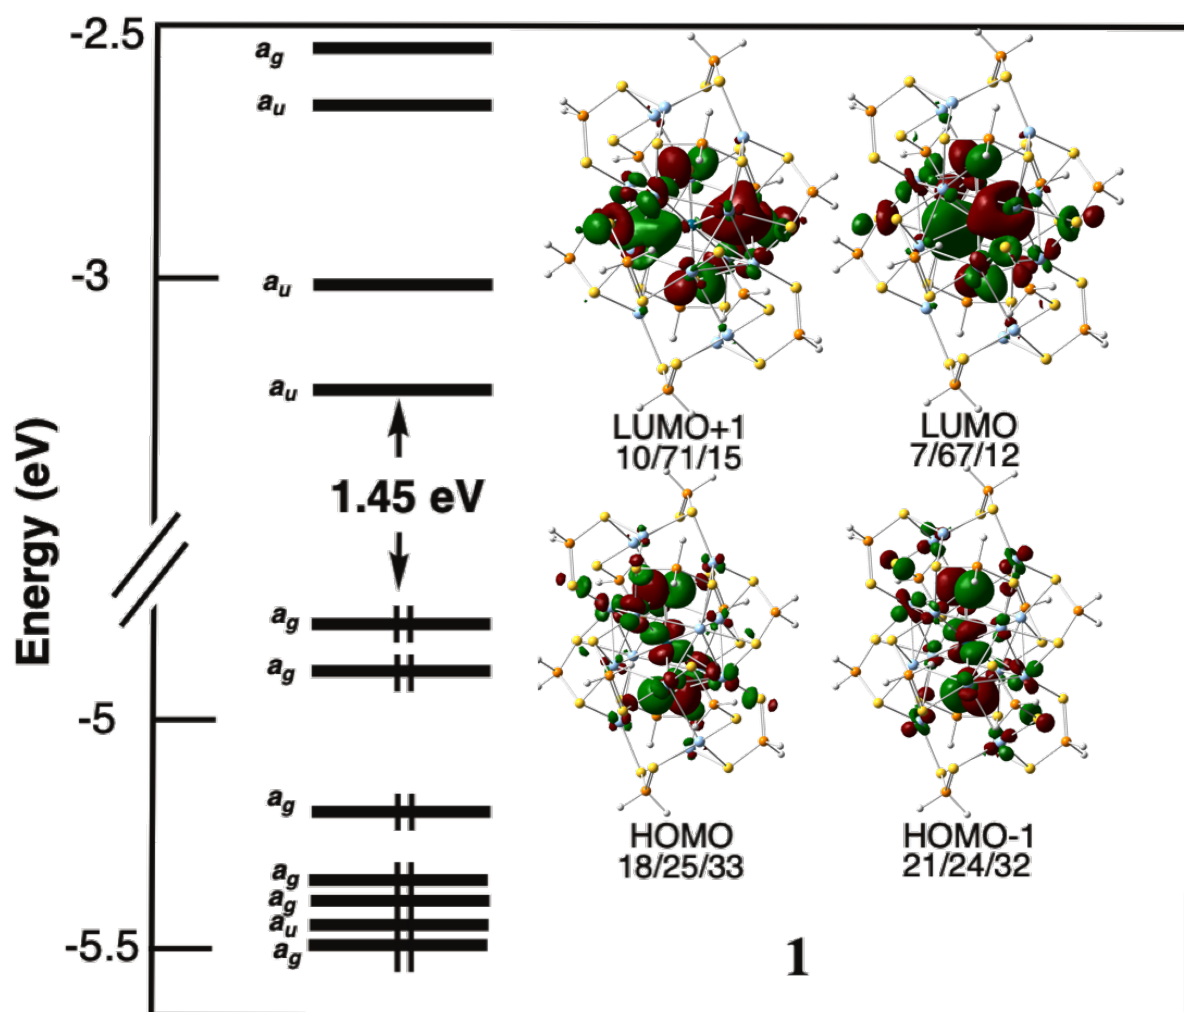 -2.5
a_g
a_u
-3
a_u
a_u
LUMO+1
10/71/15
LUMO
7/67/12
1.45 eV
Energy (eV)
a_g
a_g
-5
a_g
HOMO
18/25/33
HOMO-1
21/24/32
a_g
a_g
a_u
a_g
-5.5
1